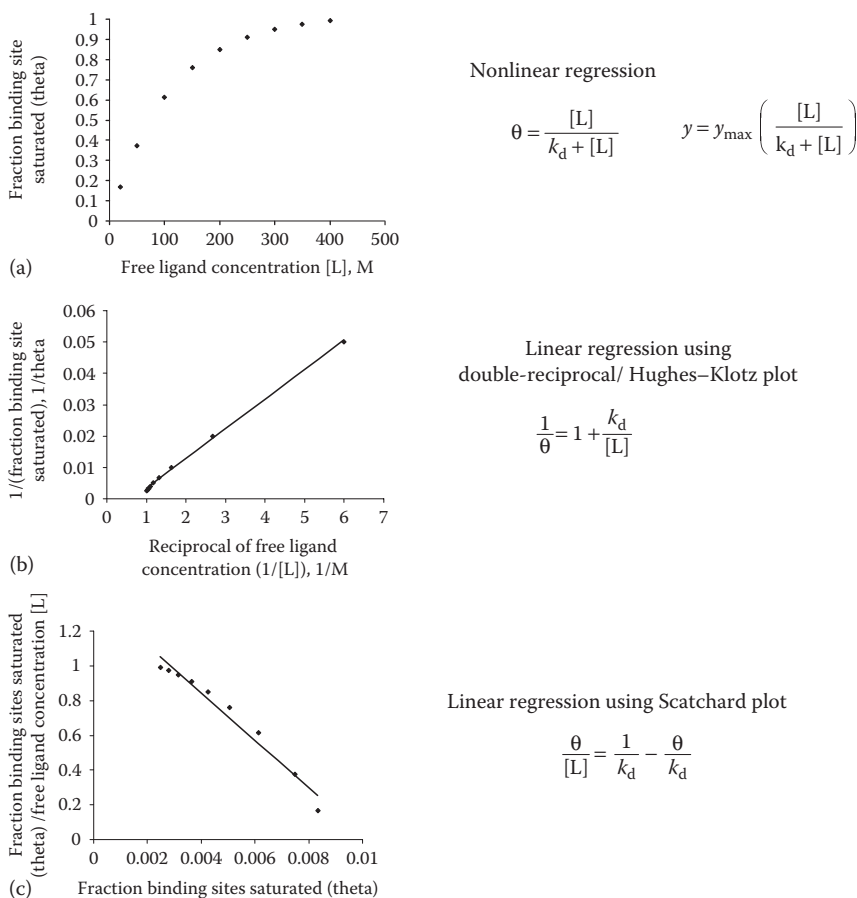 1
0.9
0.8
0.7
0.6
0.5
0.4
0.3
0.2
0.1
0
0 100 200 300 400 500
Fraction binding site
saturated (theta)
Free ligand concentration [L], M
(a)
Nonlinear regression
θ = [L] / (k_d + [L])
y = y_max ( [L] / (k_d + [L]) )
0.06
0.05
0.04
0.03
0.02
0.01
0
0 1 2 3 4 5 6 7
1/(fraction binding site
saturated), 1/theta
Reciprocal of free ligand
concentration (1/[L]), 1/M
(b)
Linear regression using
double-reciprocal/ Hughes–Klotz plot
1/θ = 1 + k_d/[L]
1.2
1
0.8
0.6
0.4
0.2
0
0 0.002 0.004 0.006 0.008 0.01
Fraction binding sites saturated
(theta) /free ligand concentration [L]
Fraction binding sites saturated (theta)
(c)
Linear regression using Scatchard plot
θ/[L] = 1/k_d − θ/k_d